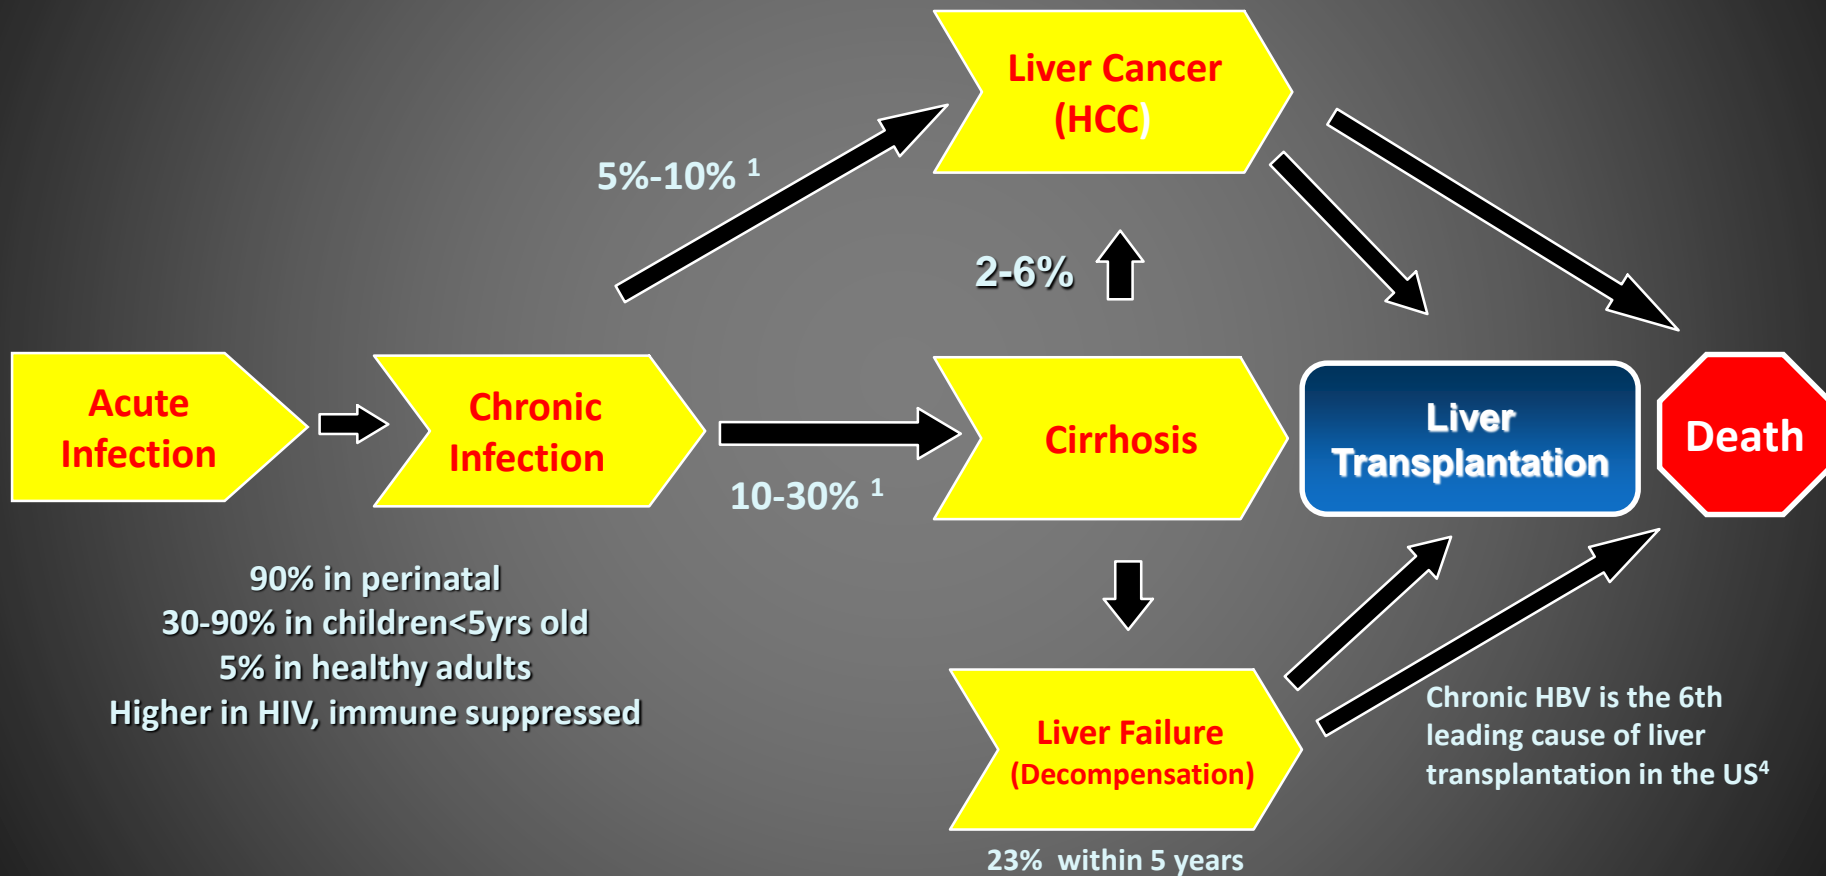 Liver Cancer
(HCC)
5%-10% 1
2-6%
Acute
Infection
Chronic
Infection
10-30% 1
Cirrhosis
Liver
Transplantation
Death
90% in perinatal
30-90% in children<5yrs old
5% in healthy adults
Higher in HIV, immune suppressed
Liver Failure
(Decompensation)
23% within 5 years
Chronic HBV is the 6th
leading cause of liver
transplantation in the US4